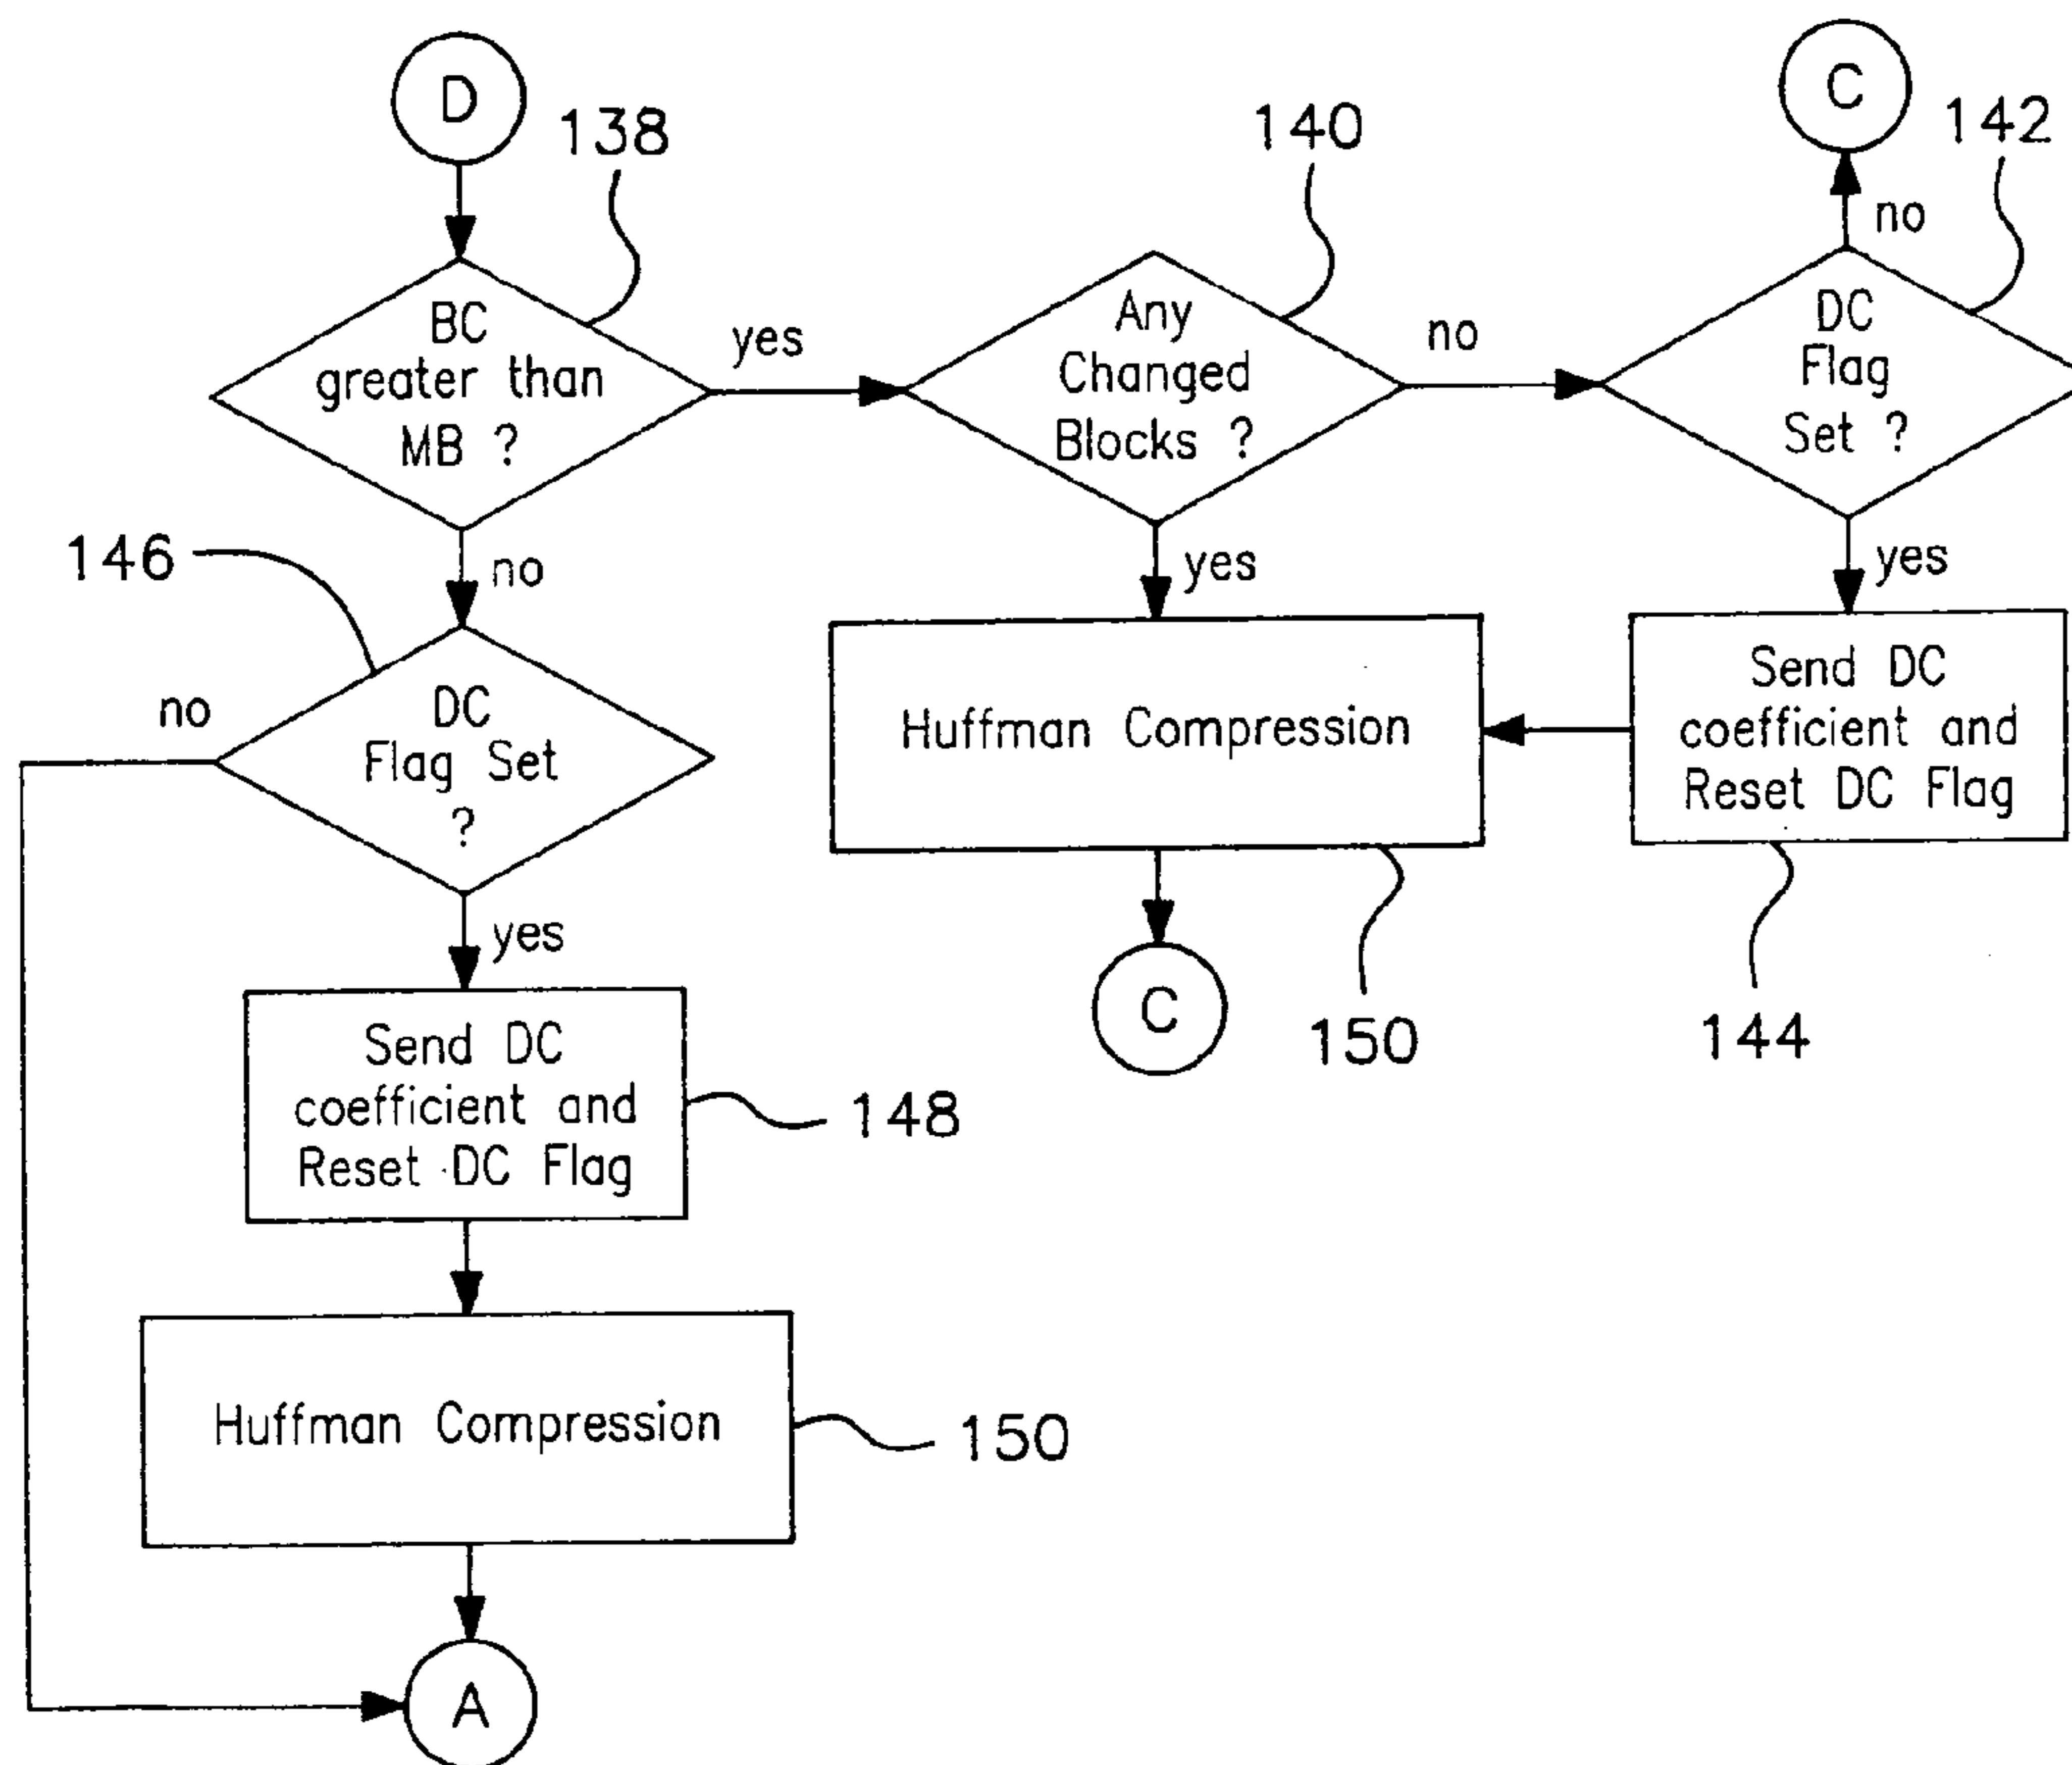 D
138
BC
greater than
MB ?
yes
140
Any
Changed
Blocks ?
no
C
no
142
DC
Flag
Set ?
yes
Send DC
coefficient and
Reset DC Flag
144
yes
Huffman Compression
150
C
no
146
DC
Flag Set
?
no
yes
Send DC
coefficient and
Reset DC Flag
148
Huffman Compression
150
A